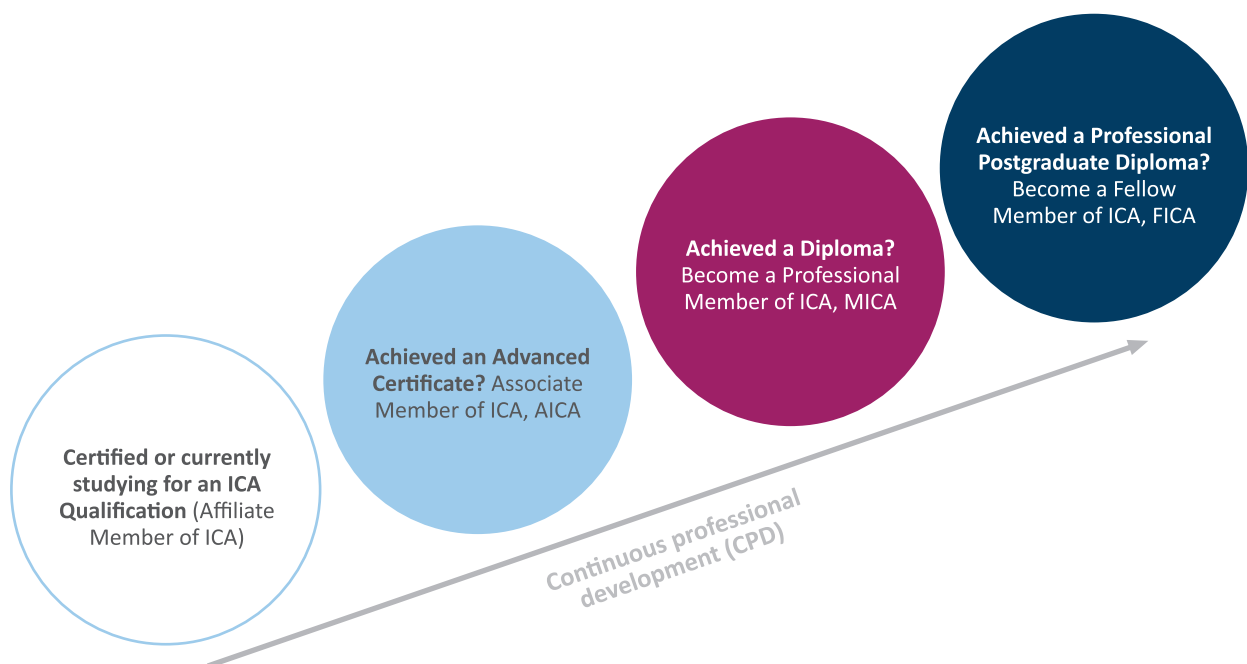 Certified or currently
studying for an ICA
Qualification (Affiliate
Member of ICA)
Achieved an Advanced
Certificate? Associate
Member of ICA, AICA
Achieved a Diploma?
Become a Professional
Member of ICA, MICA
Achieved a Professional
Postgraduate Diploma?
Become a Fellow
Member of ICA, FICA
Continuous professional
development (CPD)